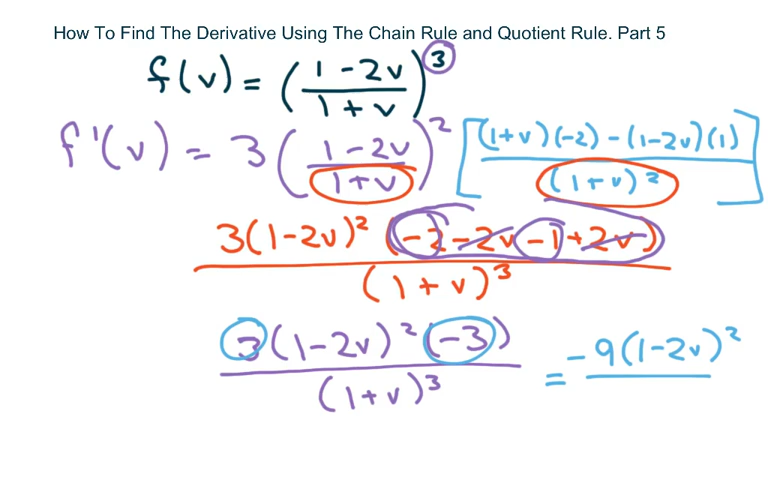 How To Find The Derivative Using The Chain Rule and Quotient Rule. Part 5
f(v) = ((1-2v)/(1+v))^3
f'(v) = 3((1-2v)/(1+v))^2 [((1+v)(-2) - (1-2v)(1))/(1+v)^2]
3(1-2v)^2 (-2-2v-1+2v)
(1+v)^3
3(1-2v)^2(-3)
(1+v)^3
= -9(1-2v)^2